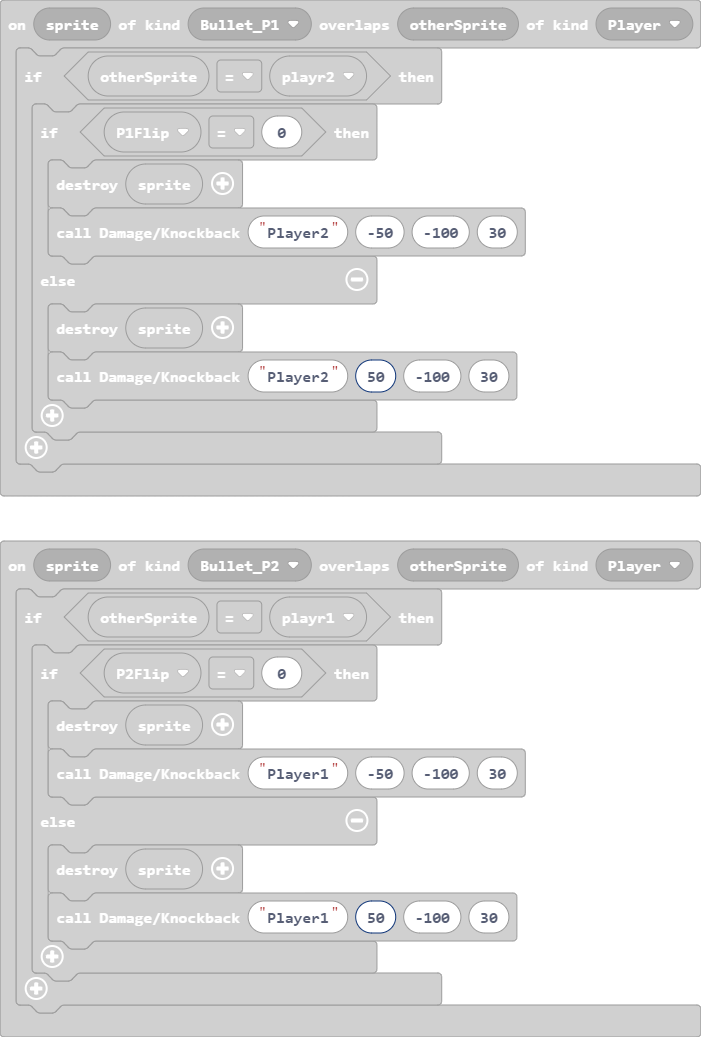 on sprite of kind Bullet_P1 overlaps otherSprite of kind Player
if otherSprite = playr2 then
if P1Flip = 0 then
destroy sprite
call Damage/Knockback "Player2" -50 -100 30
else
destroy sprite
call Damage/Knockback "Player2" 50 -100 30
on sprite of kind Bullet_P2 overlaps otherSprite of kind Player
if otherSprite = playr1 then
if P2Flip = 0 then
destroy sprite
call Damage/Knockback "Player1" -50 -100 30
else
destroy sprite
call Damage/Knockback "Player1" 50 -100 30